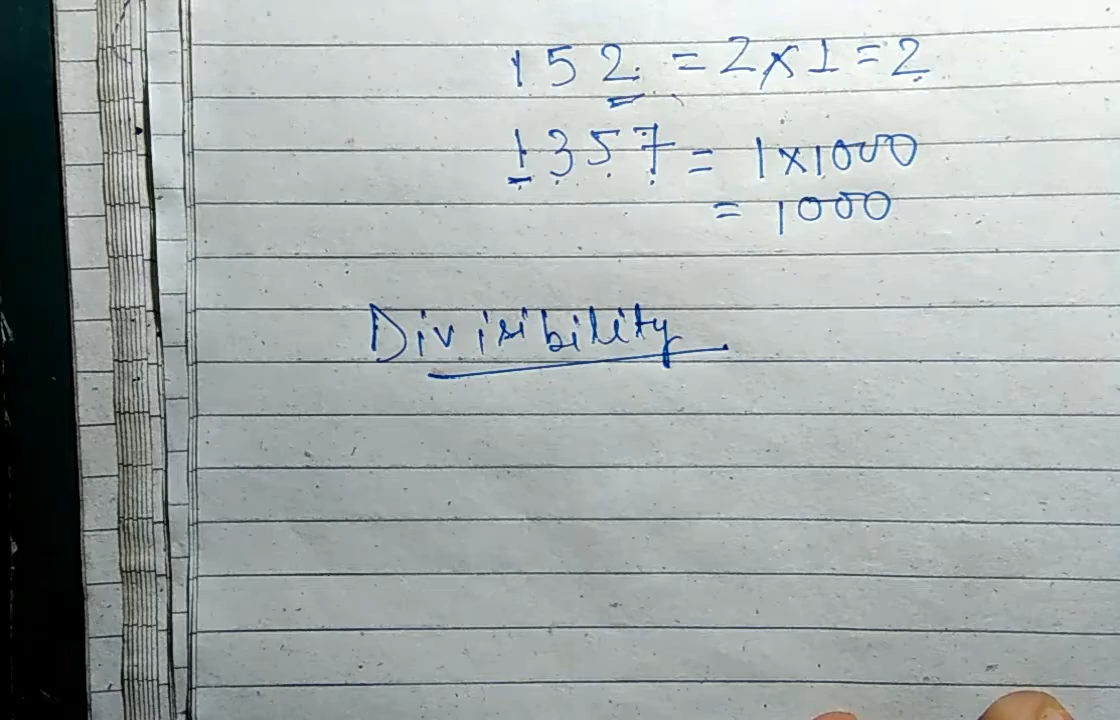 152 = 2×1 = 2
1357 = 1×1000
= 1000
Divisibility